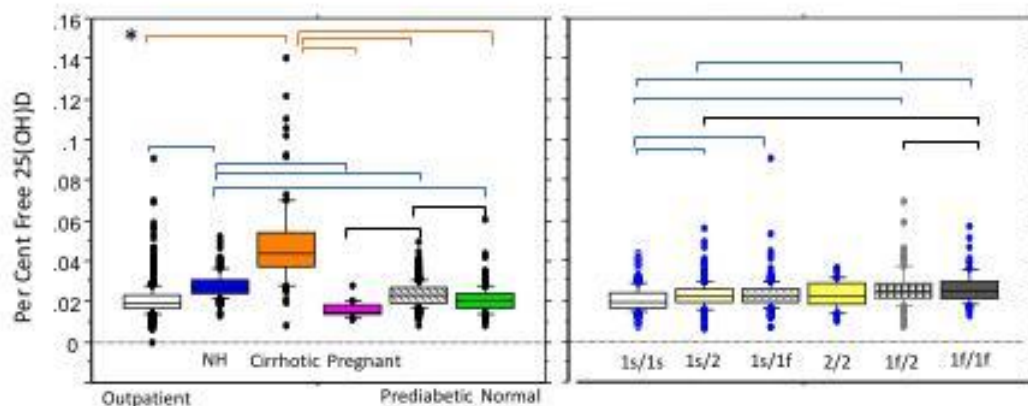 Per Cent Free 25(OH)D
.16
.14
.12
.1
.08
.06
.04
.02
0
*
NH Cirrhotic Pregnant
Outpatient Prediabetic Normal
1s/1s 1s/2 1s/1f 2/2 1f/2 1f/1f